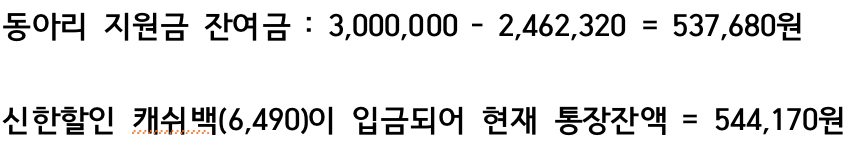 동아리 지원금 잔여금 : 3,000,000 - 2,462,320 = 537,680원
신한할인 캐쉬백(6,490)이 입금되어 현재 통장잔액 = 544,170원